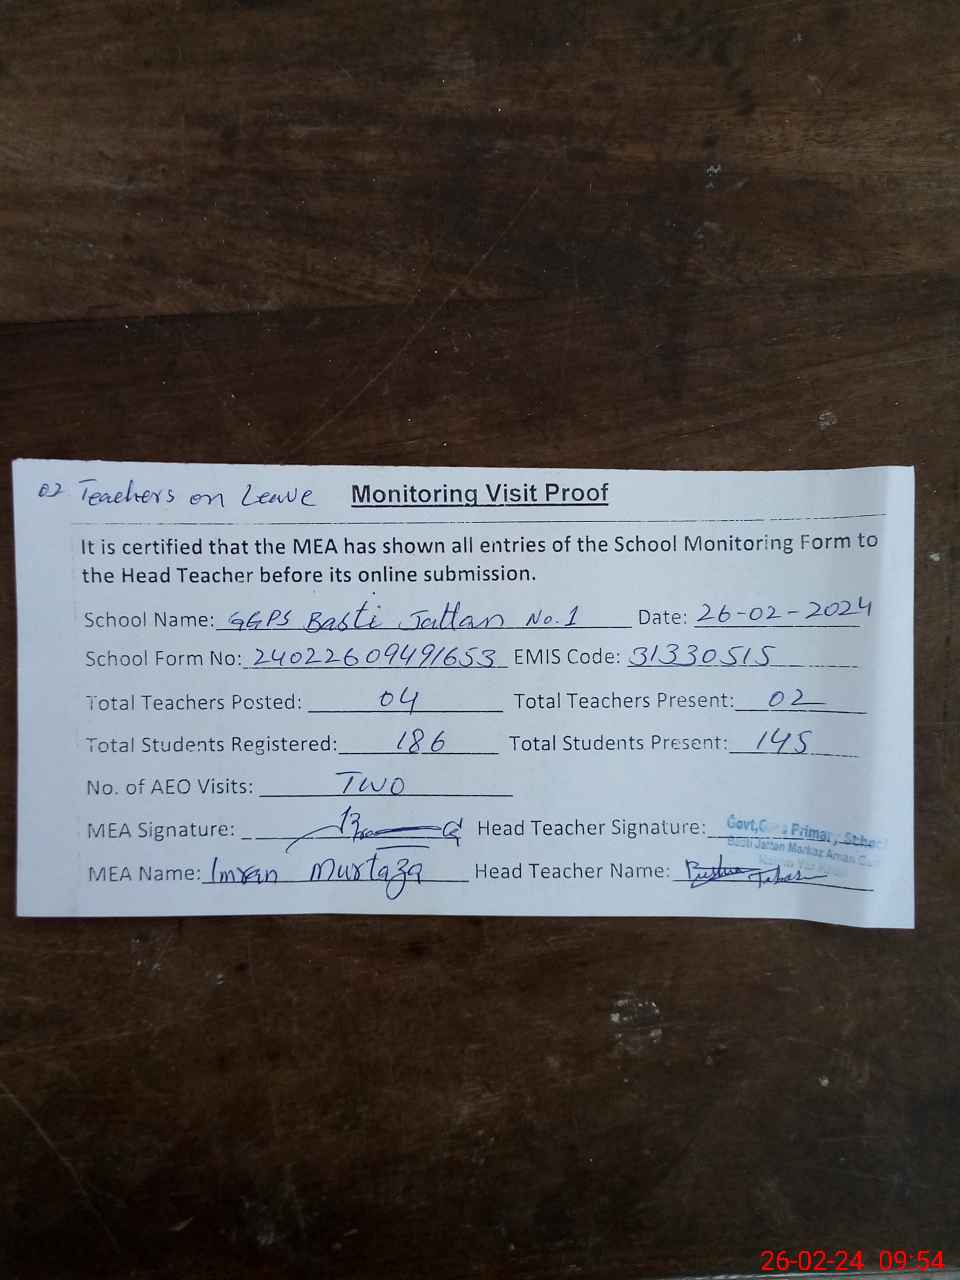 02 Teachers on Leave Monitoring Visit Proof
It is certified that the MEA has shown all entries of the School Monitoring Form to
the Head Teacher before its online submission.
School Name: GGPS Basti Jattan No.1 Date: 26-02-2024
School Form No: 24022609491653 EMIS Code: 31330515
Total Teachers Posted: 04 Total Teachers Present: 02
Total Students Registered: 186 Total Students Present: 145
No. of AEO Visits: TWO
MEA Signature: Head Teacher Signature:
Govt, Primary School
Basti Jattan Markaz Aman
MEA Name: Imran Murtaza Head Teacher Name: Bushra
26-02-24 09:54